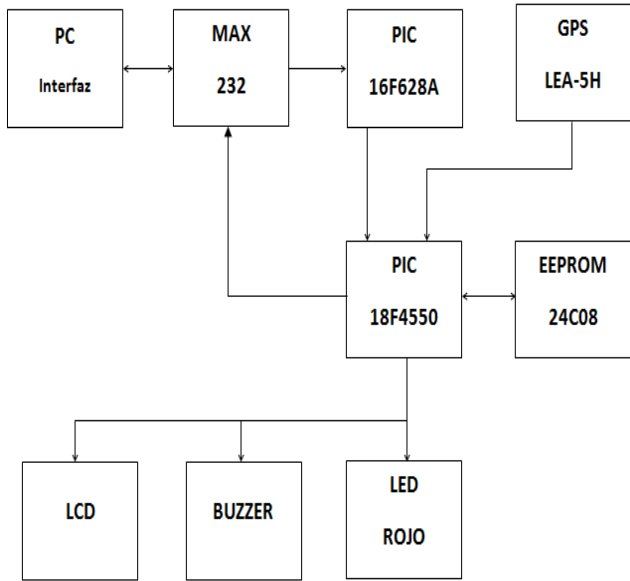 PC
Interfaz
MAX
232
PIC
16F628A
GPS
LEA-5H
PIC
18F4550
EEPROM
24C08
LCD
BUZZER
LED
ROJO